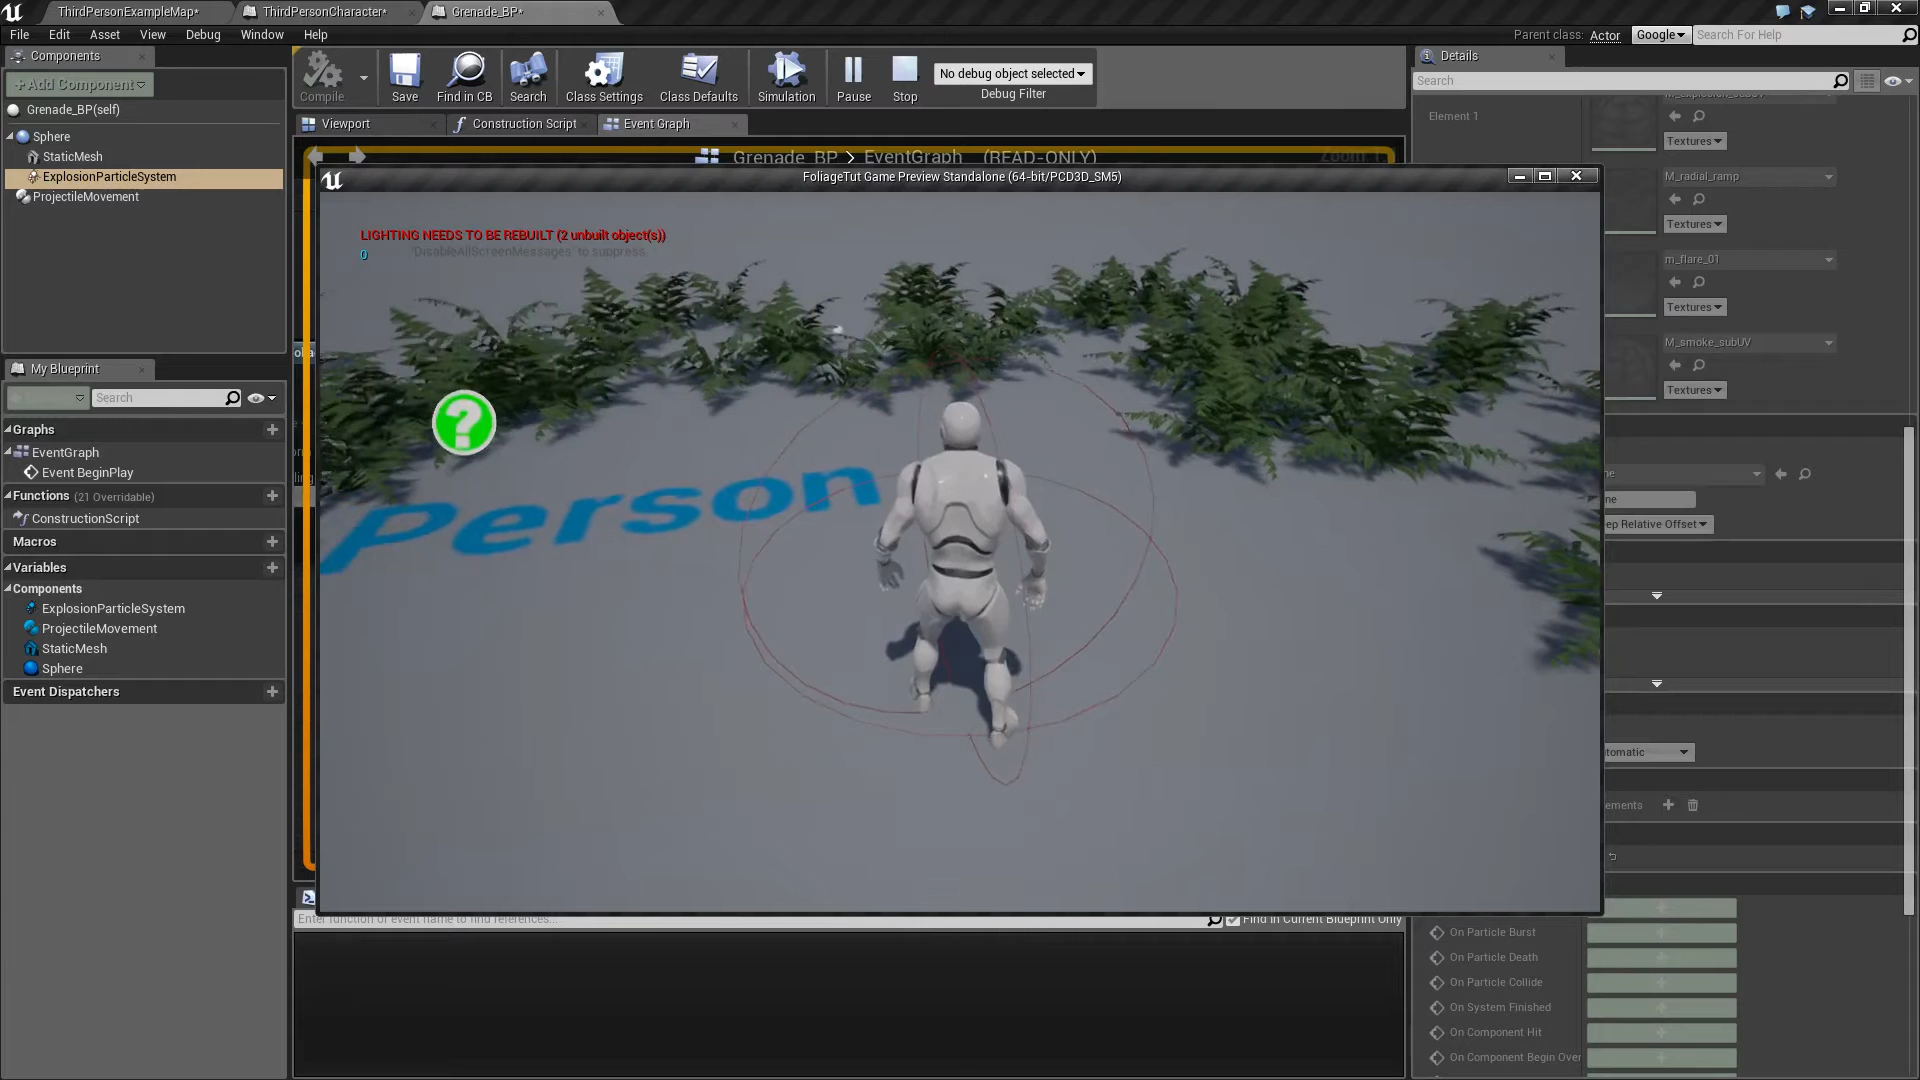 ThirdPersonExampleMap*
ThirdPersonCharacter*
Grenade_BP*
File Edit Asset View Debug Window Help
Parent class: Actor
Google
Search For Help
Components
+Add Component
Grenade_BP(self)
Sphere
StaticMesh
ExplosionParticleSystem
ProjectileMovement
My Blueprint
Search
Graphs
EventGraph
Event BeginPlay
Functions (21 Overridable)
ConstructionScript
Macros
Variables
Components
ExplosionParticleSystem
ProjectileMovement
StaticMesh
Sphere
Event Dispatchers
Compile
Save
Find in CB
Search
Class Settings
Class Defaults
Simulation
Pause
Stop
No debug object selected
Debug Filter
Viewport
Construction Script
Event Graph
Grenade_BP > EventGraph (READ-ONLY)
FoliageTut Game Preview Standalone (64-bit/PCD3D_SM5)
LIGHTING NEEDS TO BE REBUILT (2 unbuilt object(s))
'DisableAllScreenMessages' to suppress
0
Person
Enter function or event name to find references...
Find in Current Blueprint Only
Details
Search
Element 1
Textures
M_radial_ramp
Textures
m_flare_01
Textures
M_smoke_subUV
Textures
ne
ne
ep Relative Offset
tomatic
ements
On Particle Burst
On Particle Death
On Particle Collide
On System Finished
On Component Hit
On Component Begin Over